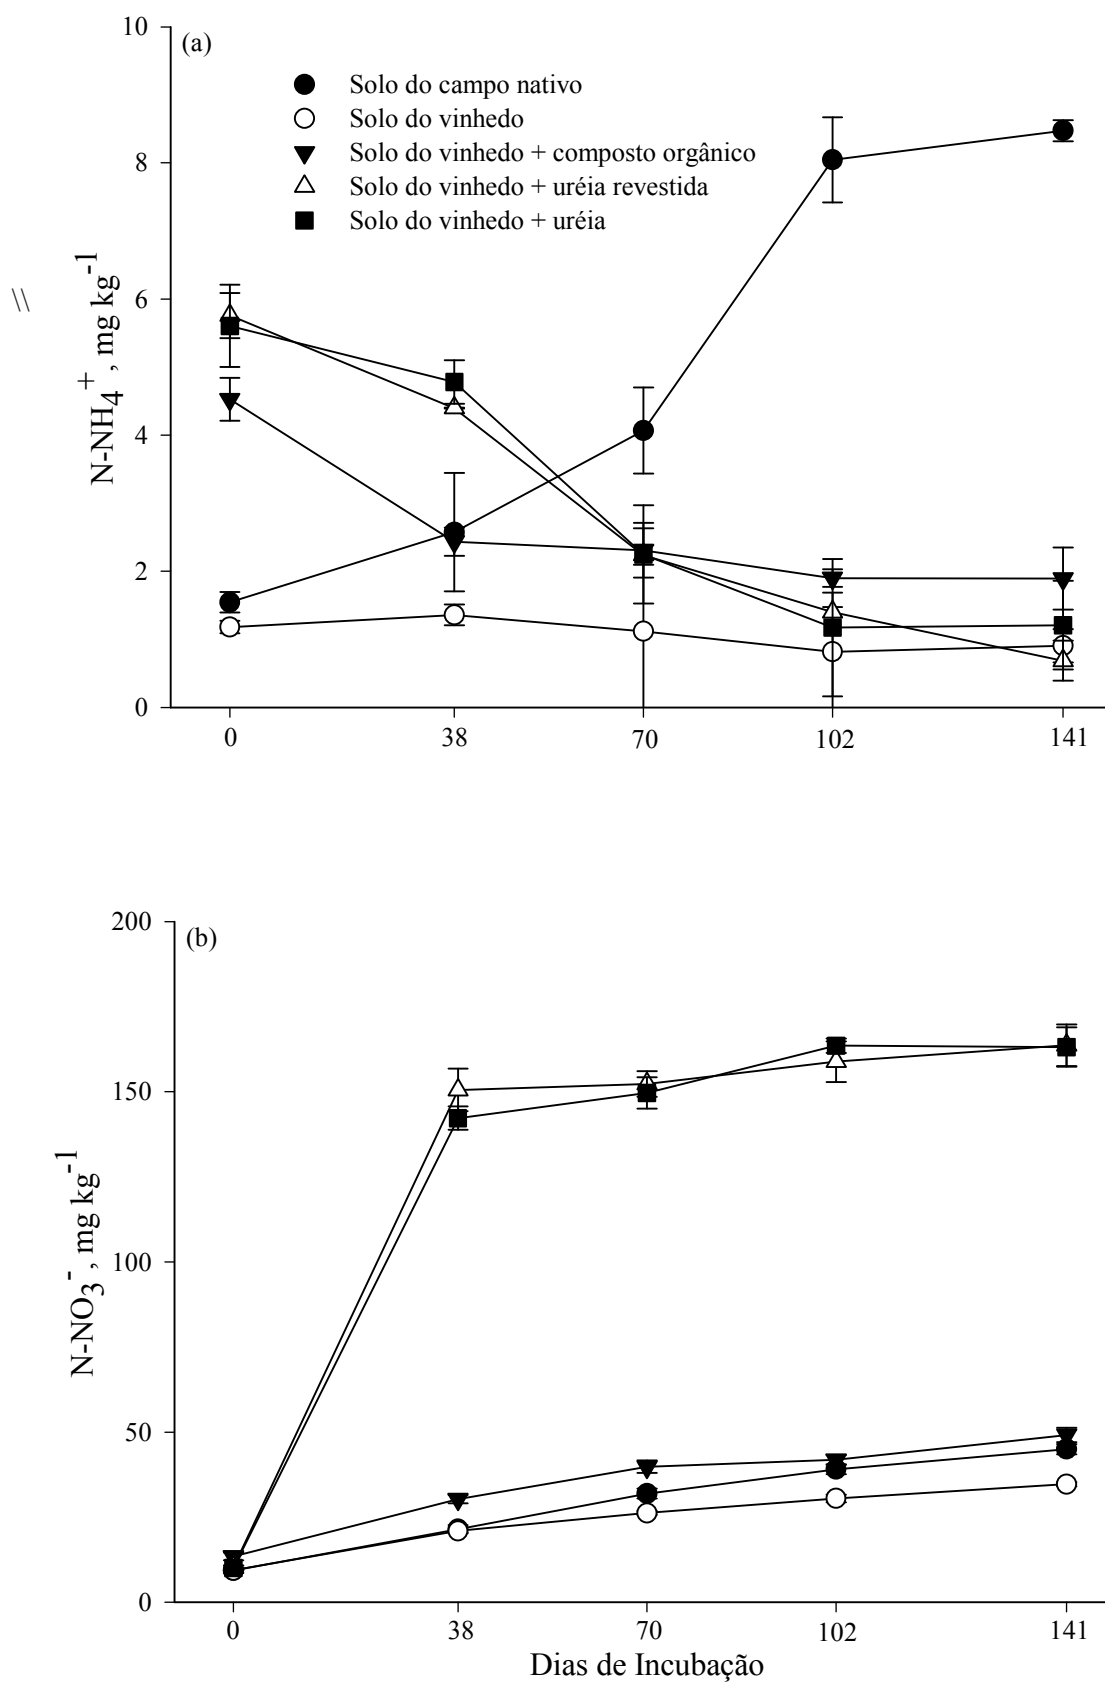 10
(a)
Solo do campo nativo
Solo do vinhedo
Solo do vinhedo + composto orgânico
Solo do vinhedo + uréia revestida
Solo do vinhedo + uréia
8
6
4
2
0
N-NH4+, mg kg-1
\\
0 38 70 102 141
200
(b)
150
100
50
0
N-NO3-, mg kg-1
0 38 70 102 141
Dias de Incubação